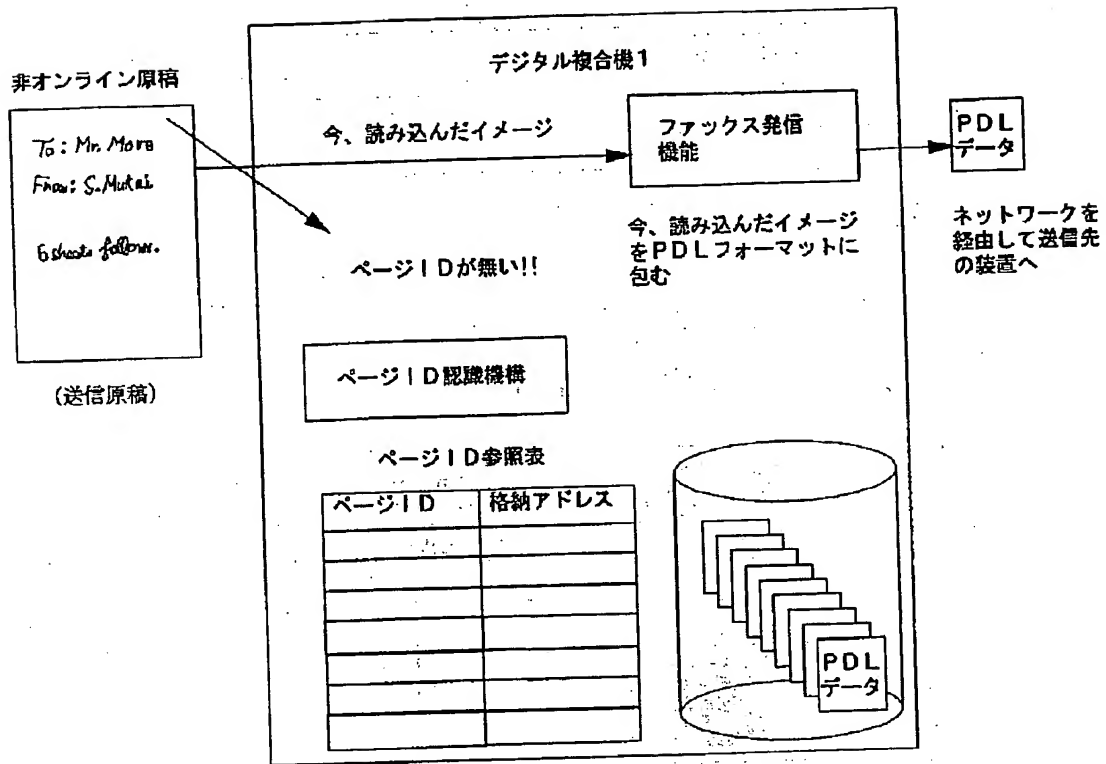 デジタル複合機1
非オンライン原稿
To: Mr. Mora
From: S. Mutai
6 sheets follows.
(送信原稿)
今、読み込んだイメージ
ファックス発信
機能
PDL
データ
今、読み込んだイメージ
をPDLフォーマットに
包む
ネットワークを
経由して送信先
の装置へ
ページIDが無い!!
ページID認識機構
ページID参照表
ページID
格納アドレス
PDL
データ